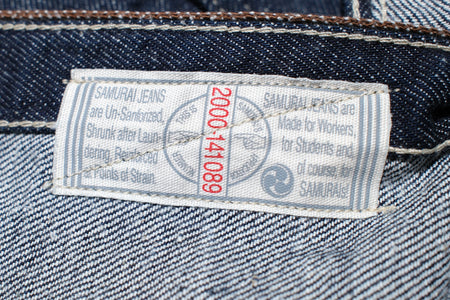 SAMURAI JEANS
are Un-Sanforized,
Shrunk after Laun-
dering, Reinfoced
at Points of Strain.
2000-141089
SAMURAI JEANS are
Made for Workers,
for Students and,
of course, for
SAMURAIs!